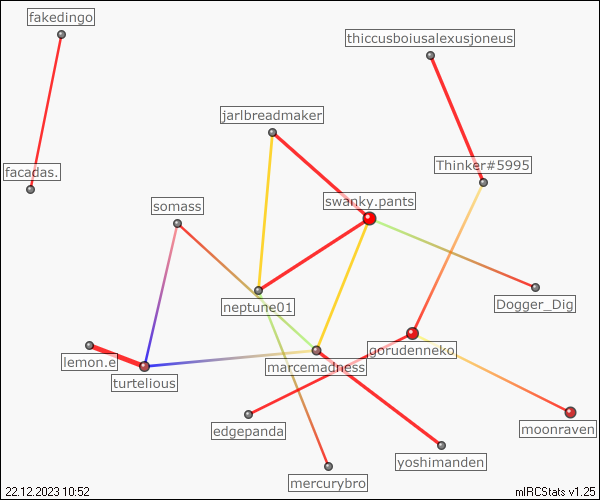 fakedingo
thiccusboiusalexusjoneus
jarlbreadmaker
Thinker#5995
facadas.
swanky.pants
somass
Dogger_Dig
neptune01
gorudenneko
lemon.e
marcemadness
turtelious
edgepanda
moonraven
yoshimanden
mercurybro
22.12.2023 10:52
mIRCStats v1.25